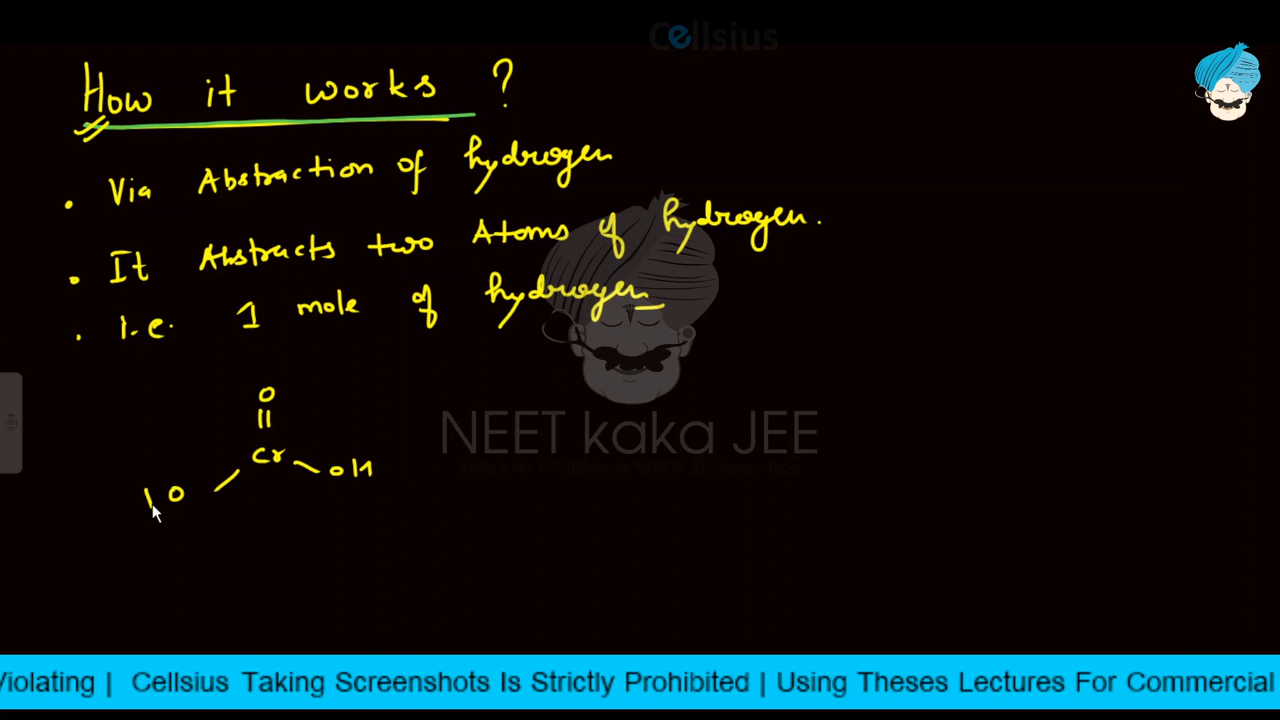 Cellsius
How it works ?
• Via Abstraction of hydrogen
• It Abstracts two Atoms of hydrogen.
• i.e. 1 mole of hydrogen
O
Cr
OH
O
NEET kaka JEE
Violating | Cellsius Taking Screenshots Is Strictly Prohibited | Using Theses Lectures For Commercial